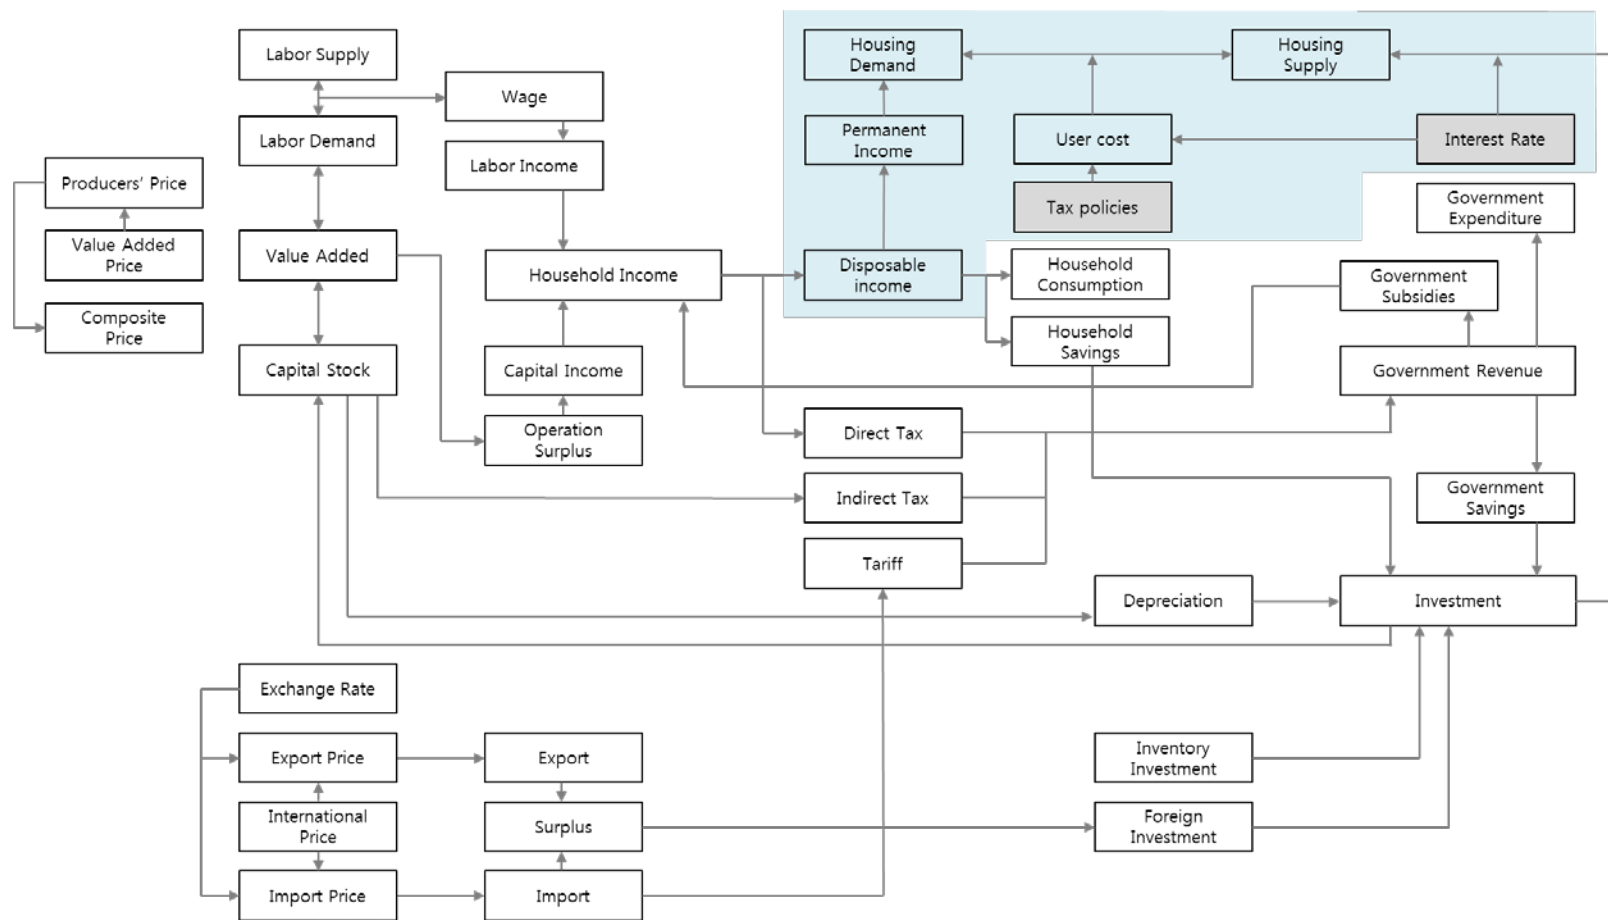 Labor Supply
Housing
Demand
Housing
Supply
Wage
Labor Demand
Permanent
Income
User cost
Interest Rate
Labor Income
Producers' Price
Tax policies
Government
Expenditure
Value Added
Price
Value Added
Household Income
Disposable
income
Household
Consumption
Government
Subsidies
Composite
Price
Household
Savings
Capital Stock
Capital Income
Government Revenue
Operation
Surplus
Direct Tax
Indirect Tax
Government
Savings
Tariff
Depreciation
Investment
Exchange Rate
Export Price
Export
Inventory
Investment
International
Price
Surplus
Foreign
Investment
Import Price
Import